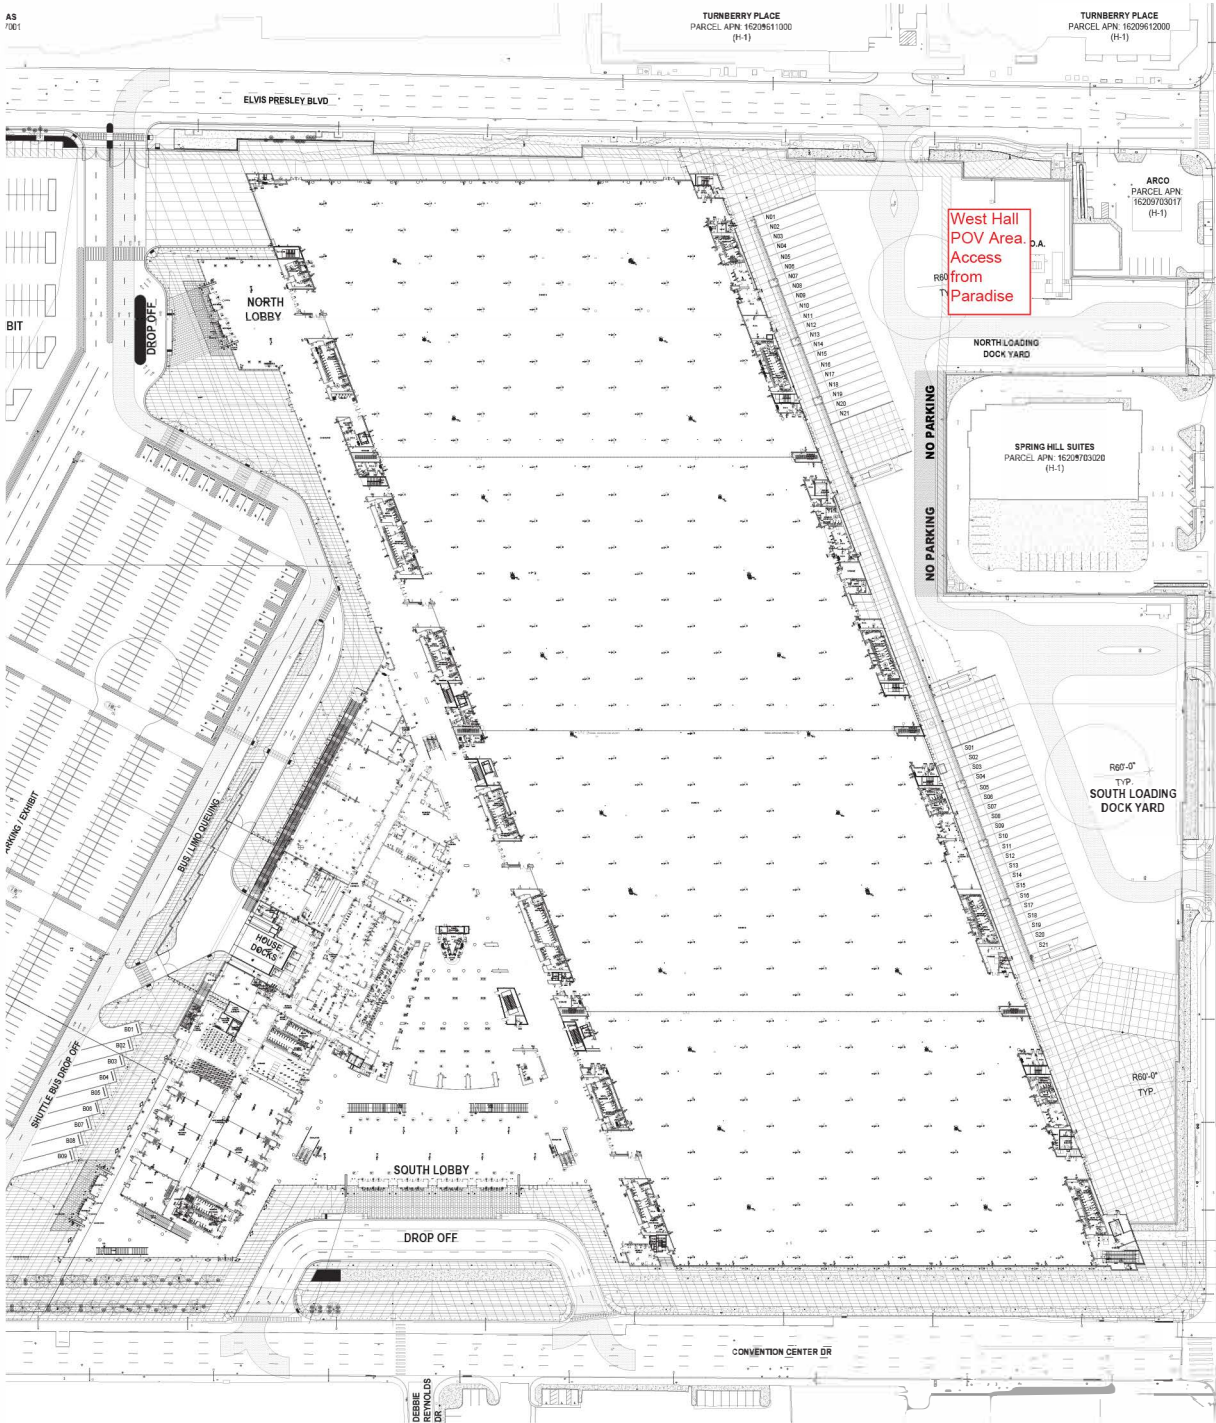 AS
TURNBERRY PLACE
PARCEL APN: 16209611000
(H-1)
TURNBERRY PLACE
PARCEL APN: 16209612000
(H-1)
ELVIS PRESLEY BLVD
ARCO
PARCEL APN:
16209703017
(H-1)
West Hall
POV Area.
Access
from
Paradise
O.A.
R60
TY
BIT
DROP OFF
NORTH
LOBBY
N01
N02
N03
N04
N05
N06
N07
N08
N09
N10
N11
N12
N13
N14
N15
N16
N17
N18
N19
N20
N21
NORTH LOADING
DOCK YARD
NO PARKING
NO PARKING
SPRING HILL SUITES
PARCEL APN: 16209703020
(H-1)
S01
S02
S03
S04
S05
S06
S07
S08
S09
S10
S11
S12
S13
S14
S15
S16
S17
S18
S19
S20
S21
R60'-0"
TYP.
SOUTH LOADING
DOCK YARD
ARKING / EXHIBIT
BUS / LIMO QUEUING
HOUSE
DOCKS
SHUTTLE BUS DROP OFF
B01
B02
B03
B04
B05
B06
B07
B08
B09
R60'-0"
TYP.
SOUTH LOBBY
DROP OFF
CONVENTION CENTER DR
DEBBIE
REYNOLDS
DR